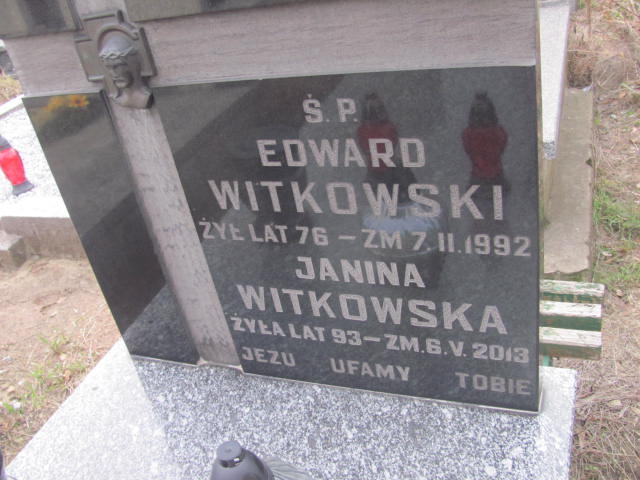 Ś.P.
EDWARD
WITKOWSKI
ŻYŁ LAT 76 – ZM 7.II.1992
JANINA
WITKOWSKA
ŻYŁA LAT 93 – ZM.6.V.2013
JEZU UFAMY TOBIE